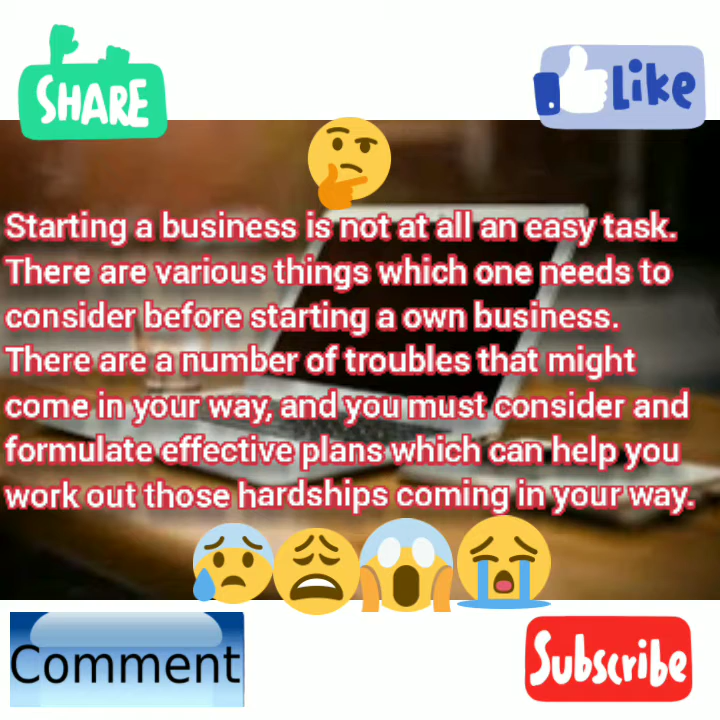 SHARE
Like
Starting a business is not at all an easy task.
There are various things which one needs to
consider before starting a own business.
There are a number of troubles that might
come in your way, and you must consider and
formulate effective plans which can help you
work out those hardships coming in your way.
Comment
Subscribe